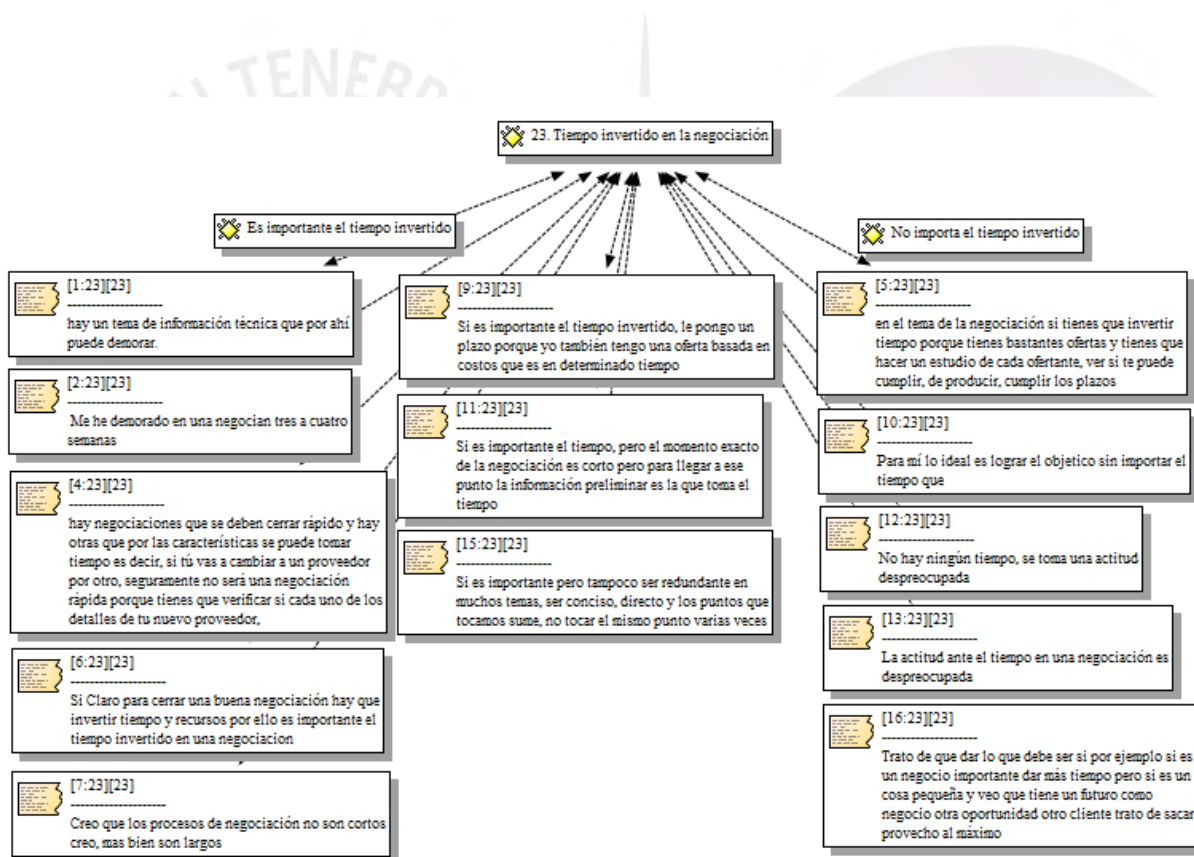 N TENEBR
23. Tiempo invertido en la negociación
Es importante el tiempo invertido
No importa el tiempo invertido
[1:23][23]
--------------------
hay un tema de información técnica que por ahí
puede demorar.
[2:23][23]
--------------------
Me he demorado en una negocian tres a cuatro
semanas
[4:23][23]
--------------------
hay negociaciones que se deben cerrar rápido y hay
otras que por las características se puede tomar
tiempo es decir, si tú vas a cambiar a un proveedor
por otro, seguramente no será una negociación
rápida porque tienes que verificar si cada uno de los
detalles de tu nuevo proveedor,
[6:23][23]
--------------------
Si Claro para cerrar una buena negociación hay que
invertir tiempo y recursos por ello es importante el
tiempo invertido en una negociacion
[7:23][23]
--------------------
Creo que los procesos de negociación no son cortos
creo, mas bien son largos
[9:23][23]
--------------------
Si es importante el tiempo invertido, le pongo un
plazo porque yo también tengo una oferta basada en
costos que es en determinado tiempo
[11:23][23]
--------------------
Si es importante el tiempo, pero el momento exacto
de la negociación es corto pero para llegar a ese
punto la información preliminar es la que toma el
tiempo
[15:23][23]
--------------------
Si es importante pero tampoco ser redundante en
muchos temas, ser conciso, directo y los puntos que
tocamos sume, no tocar el mismo punto varias veces
[5:23][23]
--------------------
en el tema de la negociación si tienes que invertir
tiempo porque tienes bastantes ofertas y tienes que
hacer un estudio de cada ofertante, ver si te puede
cumplir, de producir, cumplir los plazos
[10:23][23]
--------------------
Para mí lo ideal es lograr el objetico sin importar el
tiempo que
[12:23][23]
--------------------
No hay ningún tiempo, se toma una actitud
despreocupada
[13:23][23]
--------------------
La actitud ante el tiempo en una negociación es
despreocupada
[16:23][23]
--------------------
Trato de que dar lo que debe ser si por ejemplo si es
un negocio importante dar más tiempo pero si es un
cosa pequeña y veo que tiene un futuro como
negocio otra oportunidad otro cliente trato de sacar
provecho al máximo